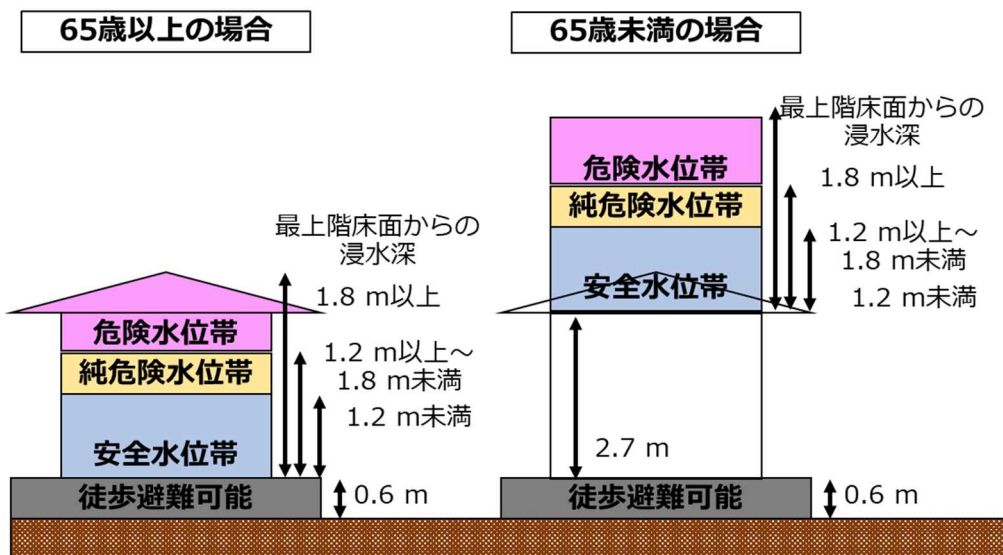 65歳以上の場合
最上階床面からの
浸水深
1.8 m以上
危険水位帯
1.2 m以上～
1.8 m未満
純危険水位帯
1.2 m未満
安全水位帯
徒歩避難可能
0.6 m
65歳未満の場合
最上階床面からの
浸水深
危険水位帯
1.8 m以上
純危険水位帯
1.2 m以上～
1.8 m未満
安全水位帯
1.2 m未満
2.7 m
徒歩避難可能
0.6 m